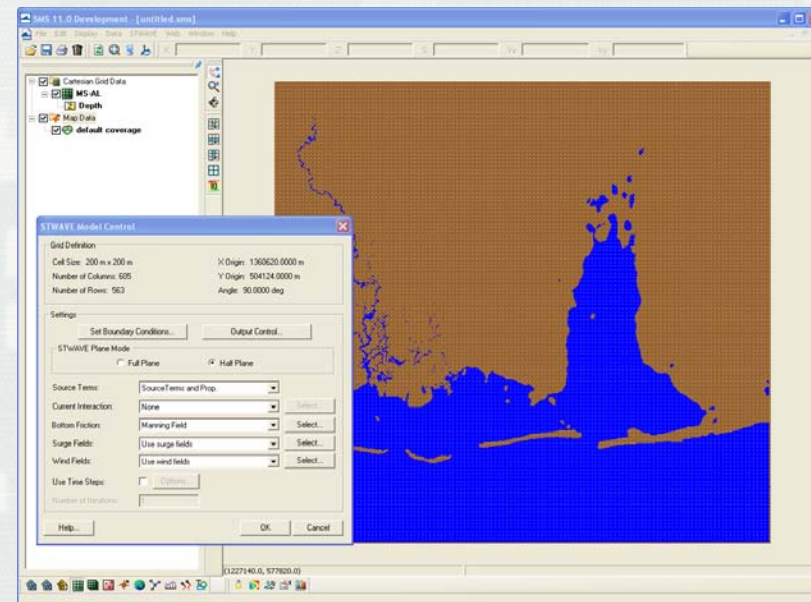 SMS 11.0 Development - [untitled.sms]
File Edit Display Data STWAVE Web Window Help
X: Y: Z: S: Vx: Vy:
Cartesian Grid Data
MS-AL
Depth
Map Data
default coverage
STWAVE Model Control
Grid Definition
Cell Size: 200 m x 200 m
X Origin: 1360620.0000 m
Number of Columns: 605
Y Origin: 504124.0000 m
Number of Rows: 563
Angle: 90.0000 deg
Settings
Set Boundary Conditions...
Output Control...
STWAVE Plane Mode
Full Plane
Half Plane
Source Terms:
SourceTerms and Prop.
Current Interaction:
None
Select...
Bottom Friction:
Manning Field
Select...
Surge Fields:
Use surge fields
Select...
Wind Fields:
Use wind fields
Select...
Use Time Steps:
Options...
Number of Iterations:
Help...
OK
Cancel
(1227140.0, 577820.0)